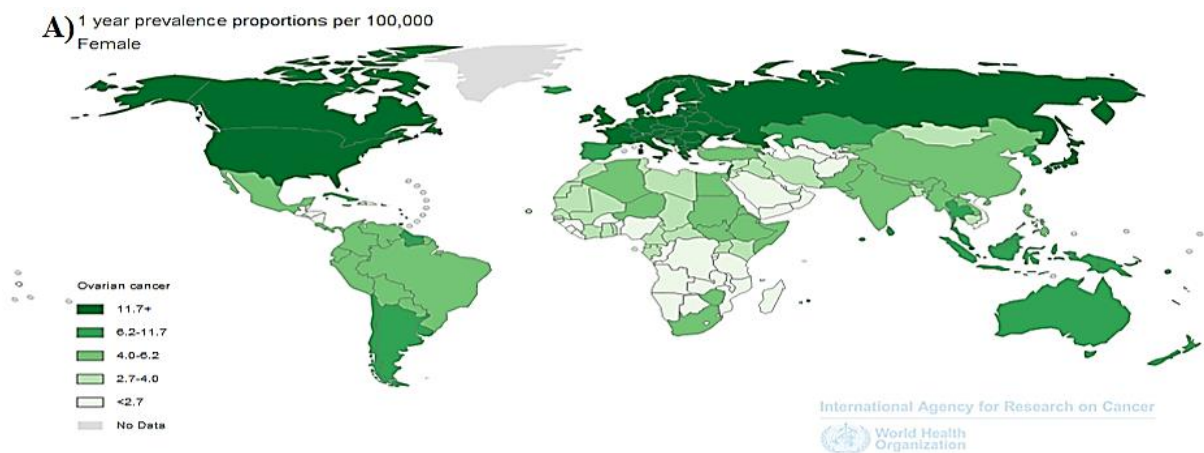 A) 1 year prevalence proportions per 100,000
Female
Ovarian cancer
11.7+
6.2-11.7
4.0-6.2
2.7-4.0
<2.7
No Data
International Agency for Research on Cancer
World Health
Organization